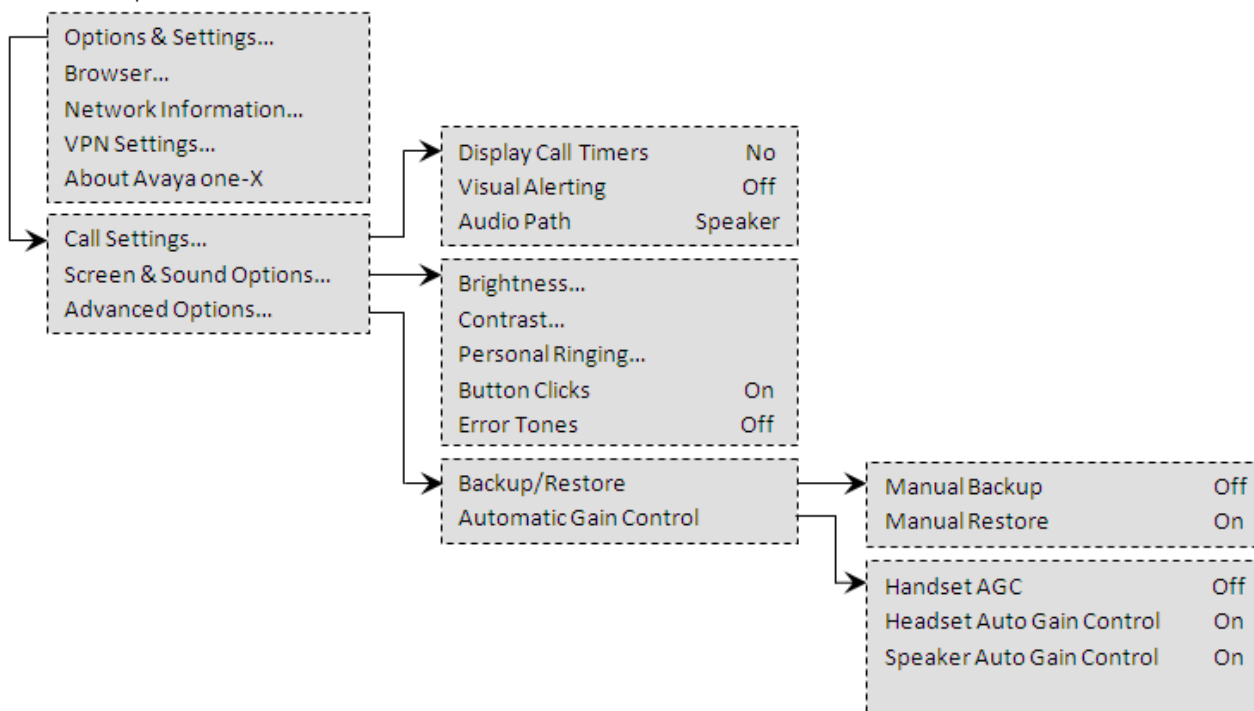 Options & Settings...
Browser...
Network Information...
VPN Settings...
About Avaya one-X
Call Settings...
Screen & Sound Options...
Advanced Options...
Display Call Timers No
Visual Alerting Off
Audio Path Speaker
Brightness...
Contrast...
Personal Ringing...
Button Clicks On
Error Tones Off
Backup/Restore
Automatic Gain Control
Manual Backup Off
Manual Restore On
Handset AGC Off
Headset Auto Gain Control On
Speaker Auto Gain Control On